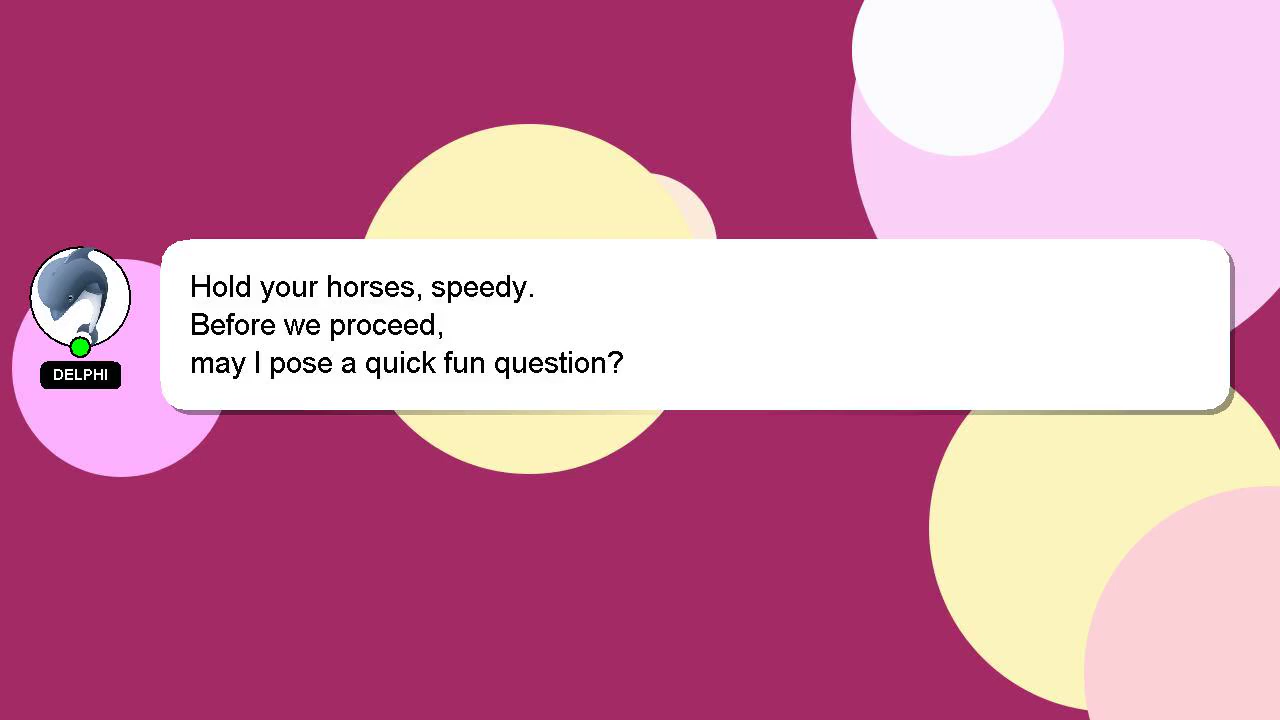 Hold your horses, speedy.
Before we proceed,
may I pose a quick fun question?
DELPHI